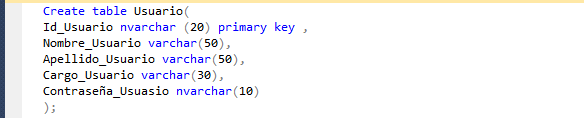 Create table Usuario(
Id_Usuario nvarchar (20) primary key ,
Nombre_Usuario varchar(50),
Apellido_Usuario varchar(50),
Cargo_Usuario varchar(30),
Contraseña_Usuasio nvarchar(10)
);